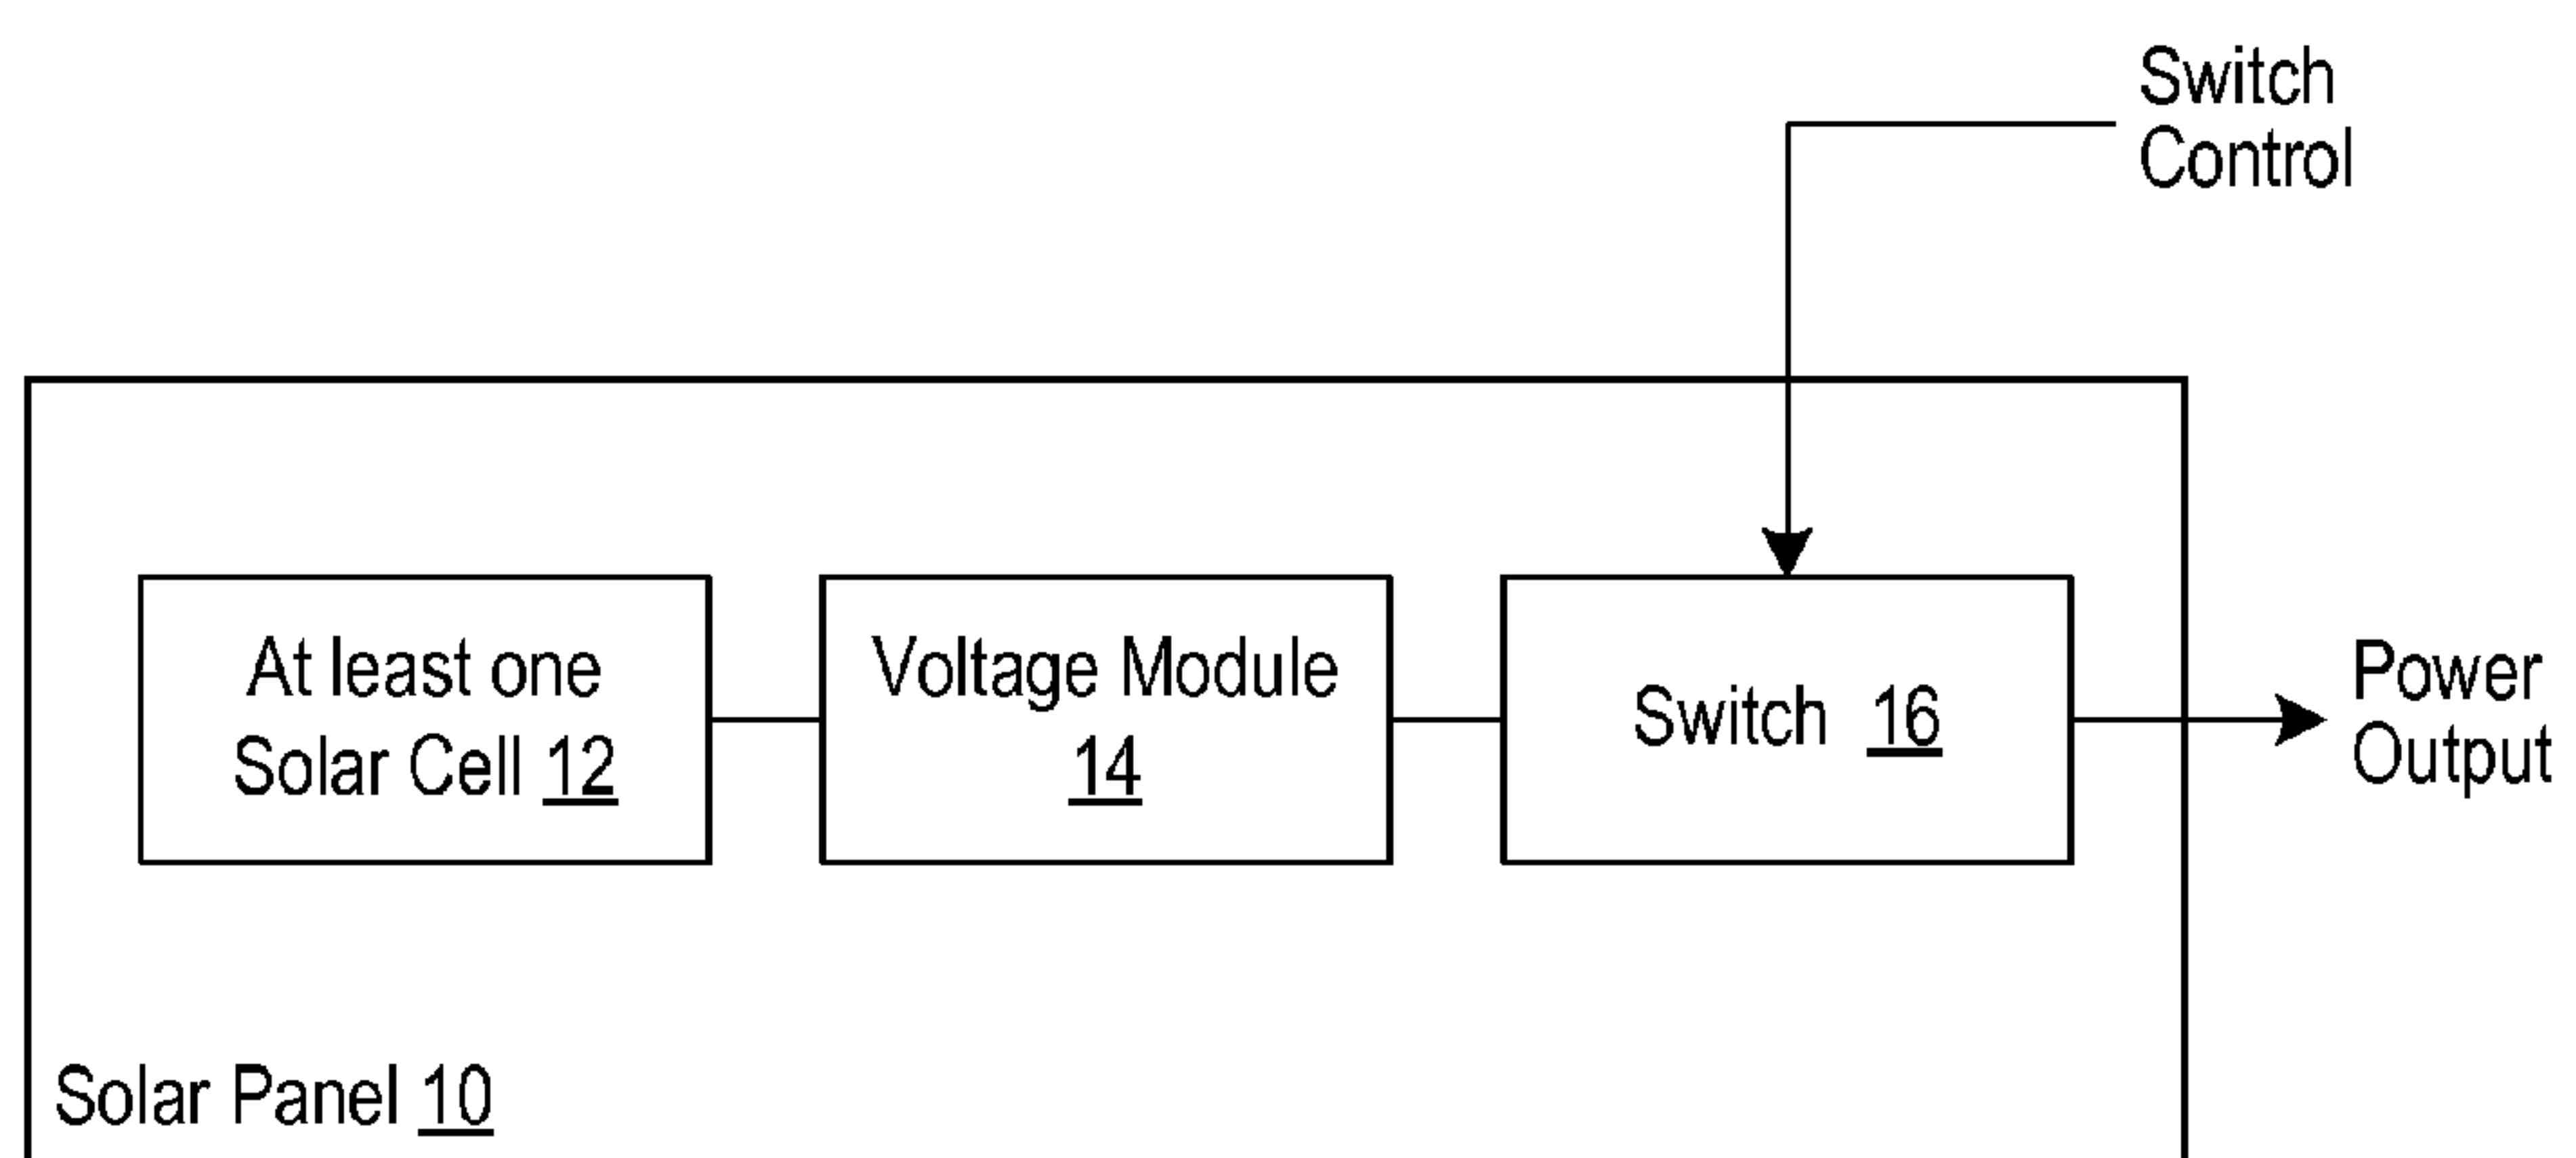 Switch
Control
At least one
Solar Cell 12
Voltage Module
14
Switch 16
Power
Output
Solar Panel 10